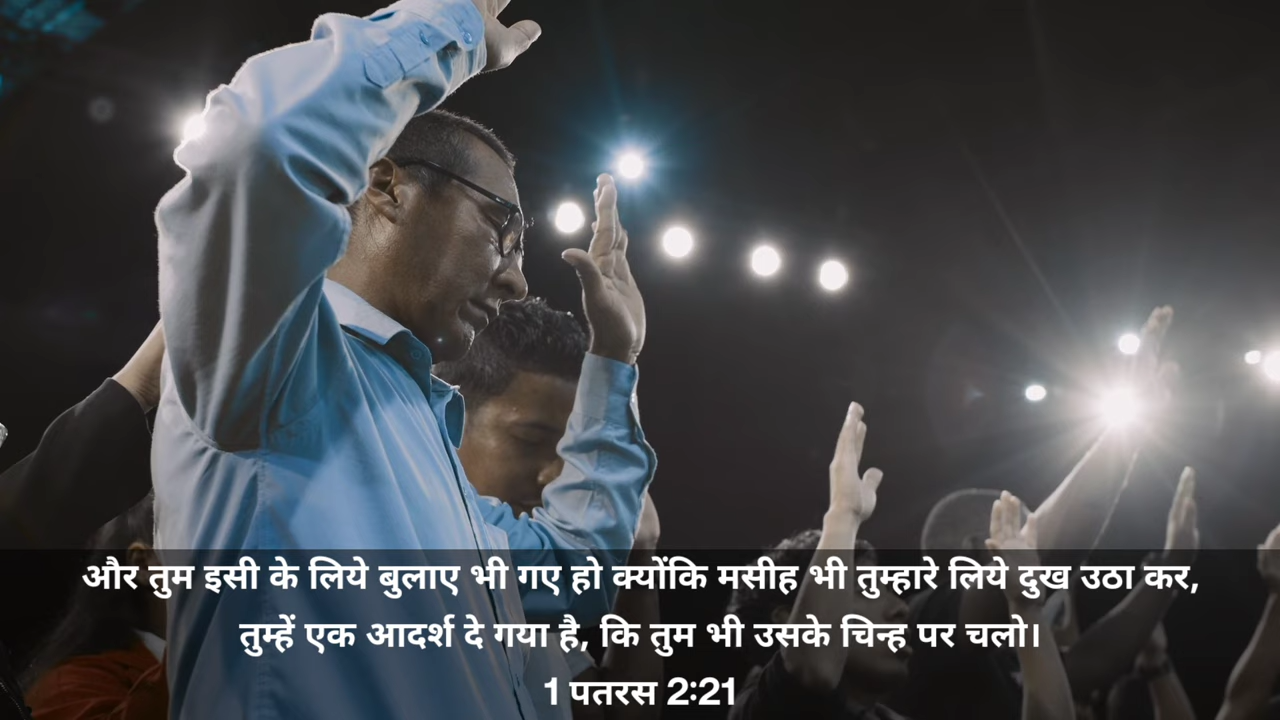 और तुम इसी के लिये बुलाए भी गए हो क्योंकि मसीह भी तुम्हारे लिये दुख उठा कर,
तुम्हें एक आदर्श दे गया है, कि तुम भी उसके चिन्ह पर चलो।
1 पतरस 2:21